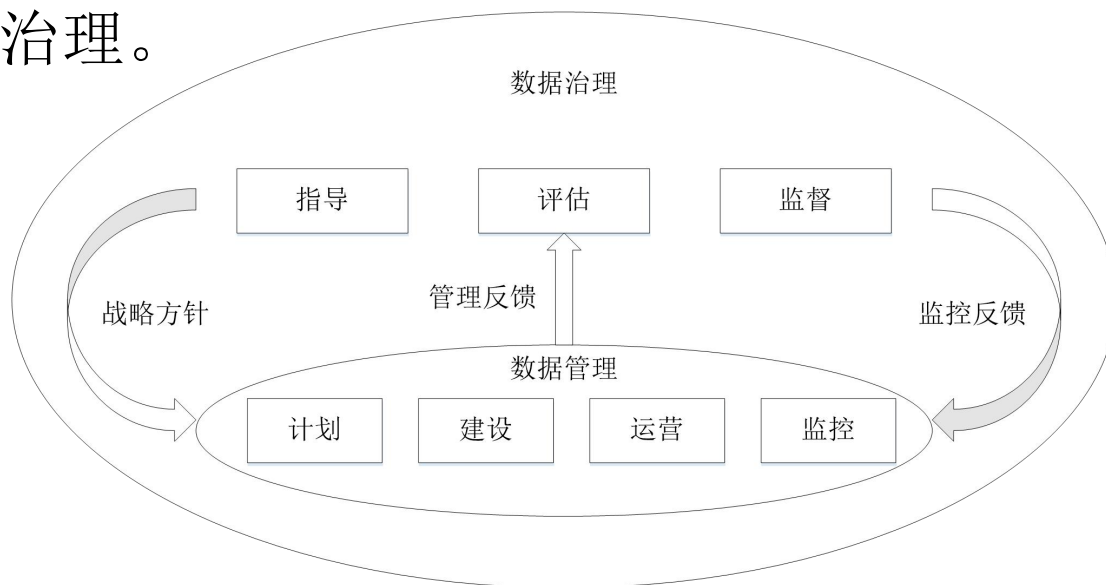 治理。
数据治理
指导
评估
监督
战略方针
管理反馈
监控反馈
数据管理
计划
建设
运营
监控